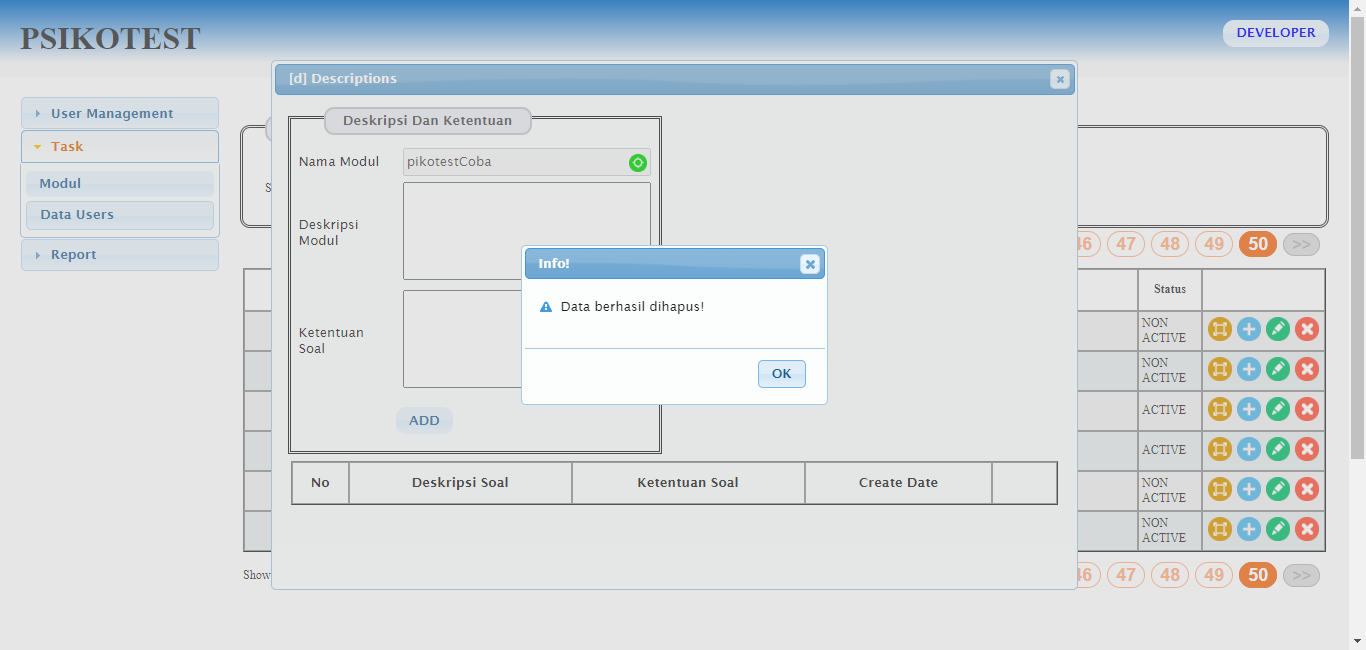 PSIKOTEST
DEVELOPER
User Management
Task
Modul
Data Users
Report
[d] Descriptions
Deskripsi Dan Ketentuan
Nama Modul
pikotestCoba
Deskripsi
Modul
Ketentuan
Soal
ADD
Info!
Data berhasil dihapus!
OK
No
Deskripsi Soal
Ketentuan Soal
Create Date
47
48
49
50
>>
Status
NON
ACTIVE
NON
ACTIVE
ACTIVE
ACTIVE
NON
ACTIVE
NON
ACTIVE
Show
47
48
49
50
>>